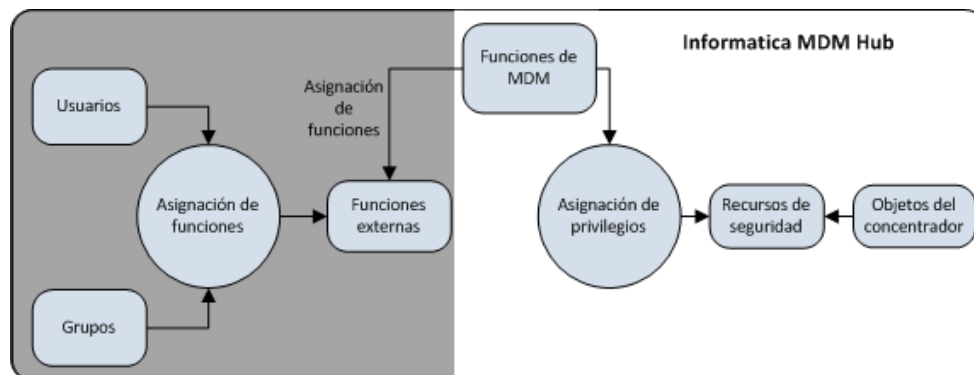 Informatica MDM Hub
Funciones de
MDM
Asignación
de
funciones
Usuarios
Asignación de
funciones
Funciones
externas
Asignación de
privilegios
Recursos de
seguridad
Objetos del
concentrador
Grupos